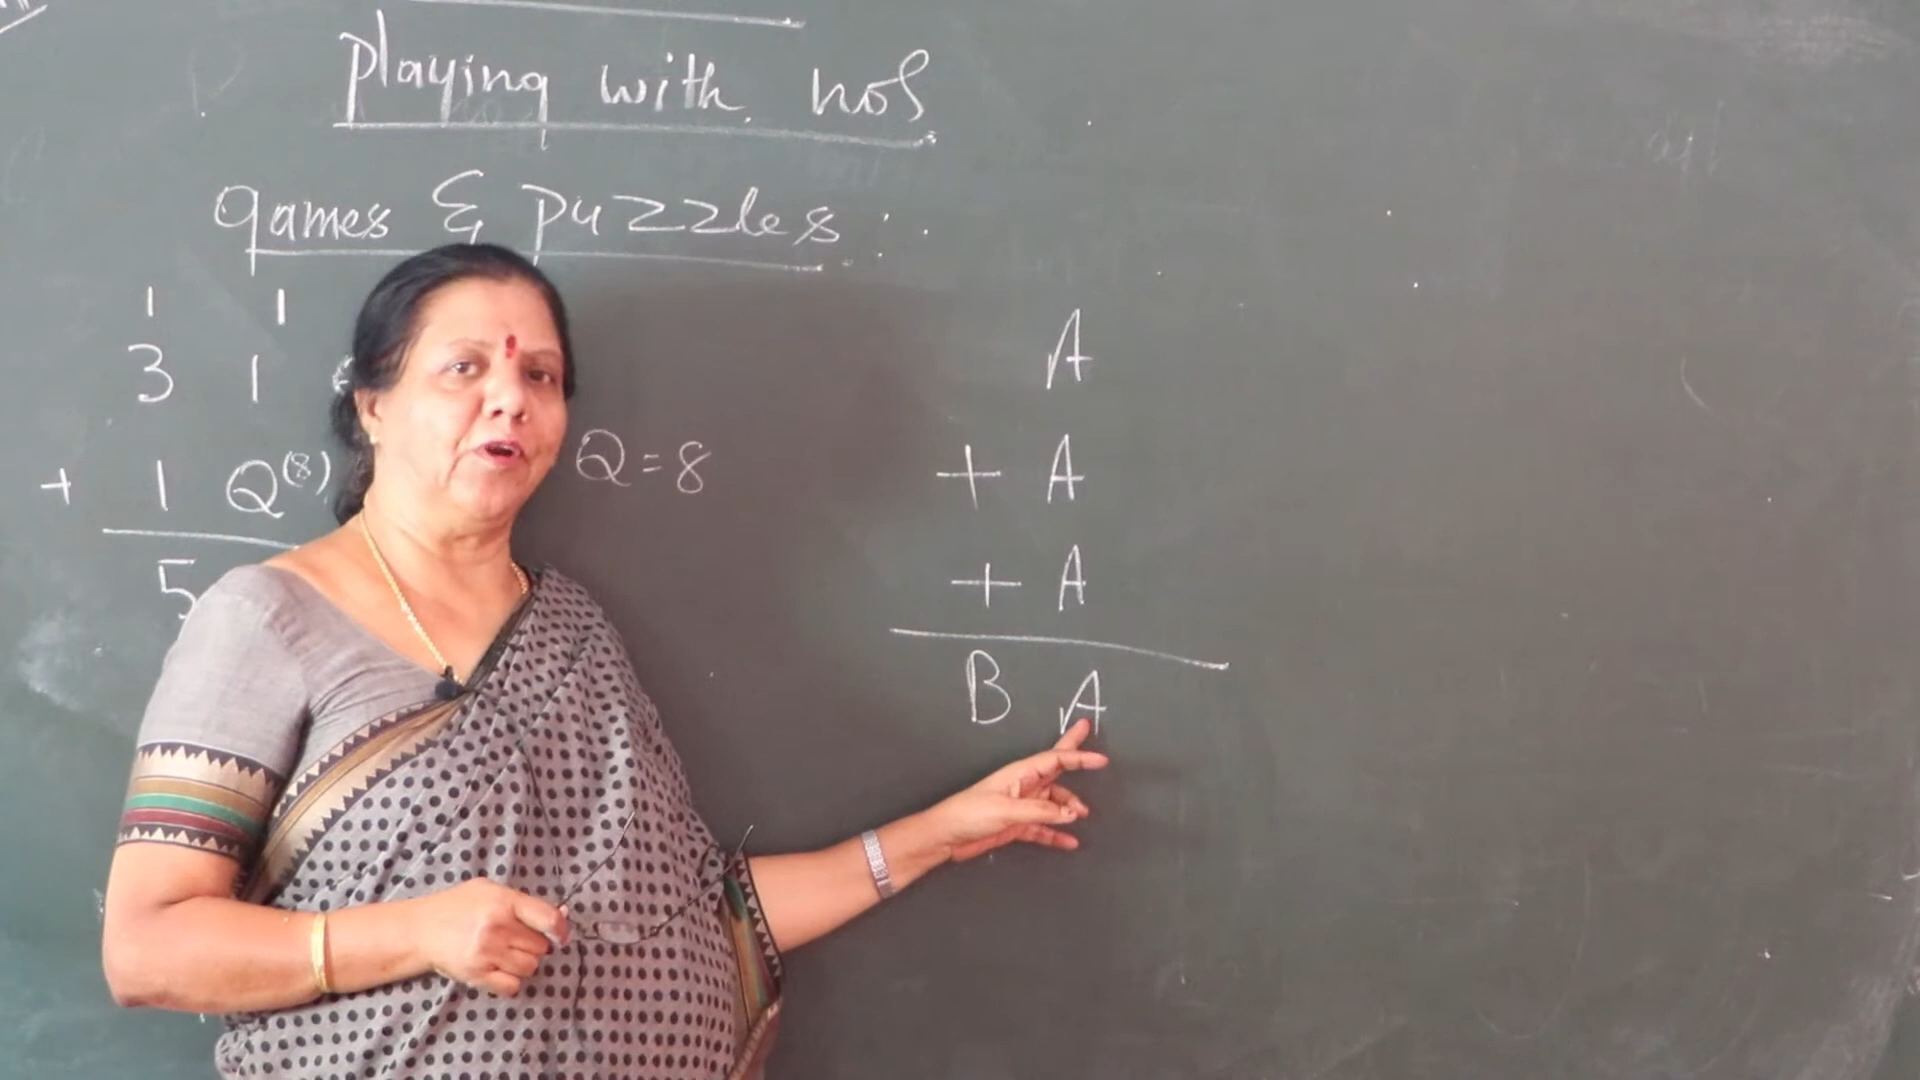 Playing with nos
games & puzzles :
1 1
3 1
+ 1 Q(8)
5
Q = 8
A
+ A
+ A
B A